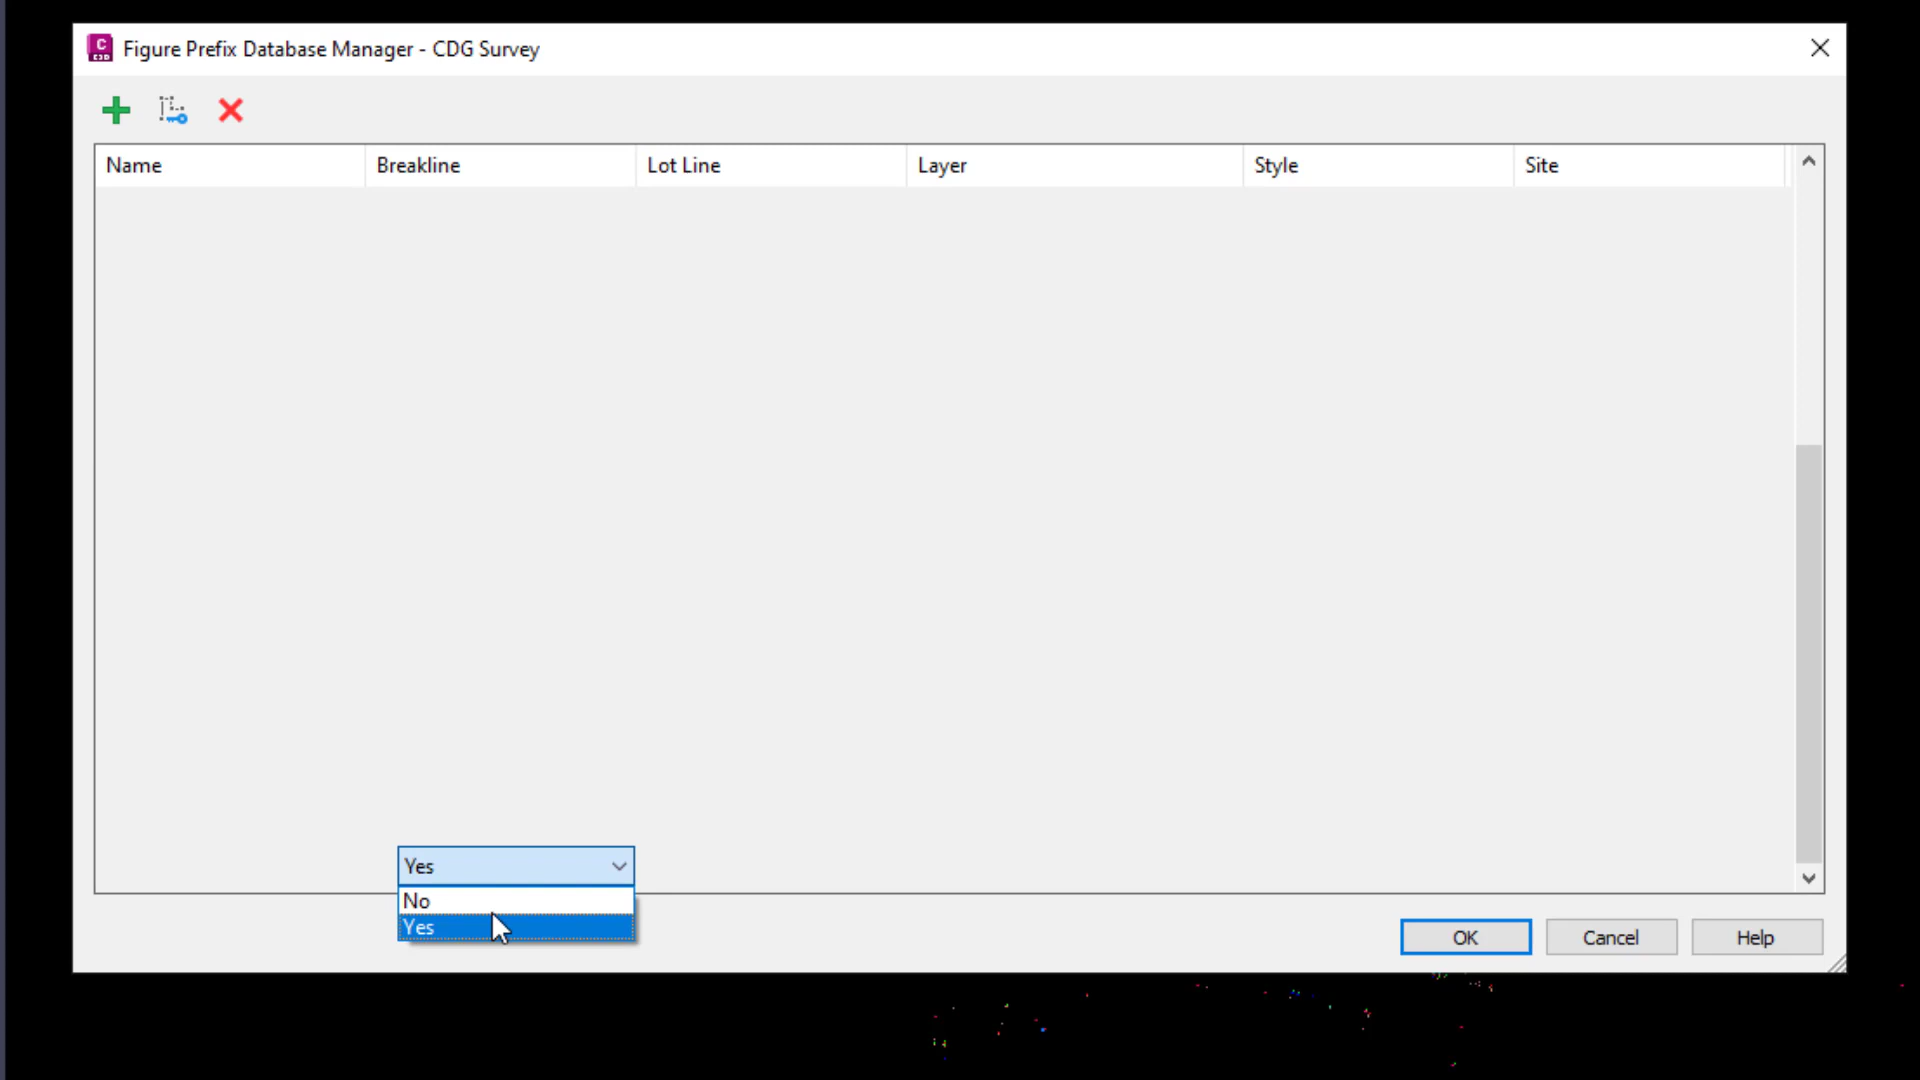 C
C3D
Figure Prefix Database Manager - CDG Survey
Name Breakline Lot Line Layer Style Site
Yes
No
Yes
OK Cancel Help